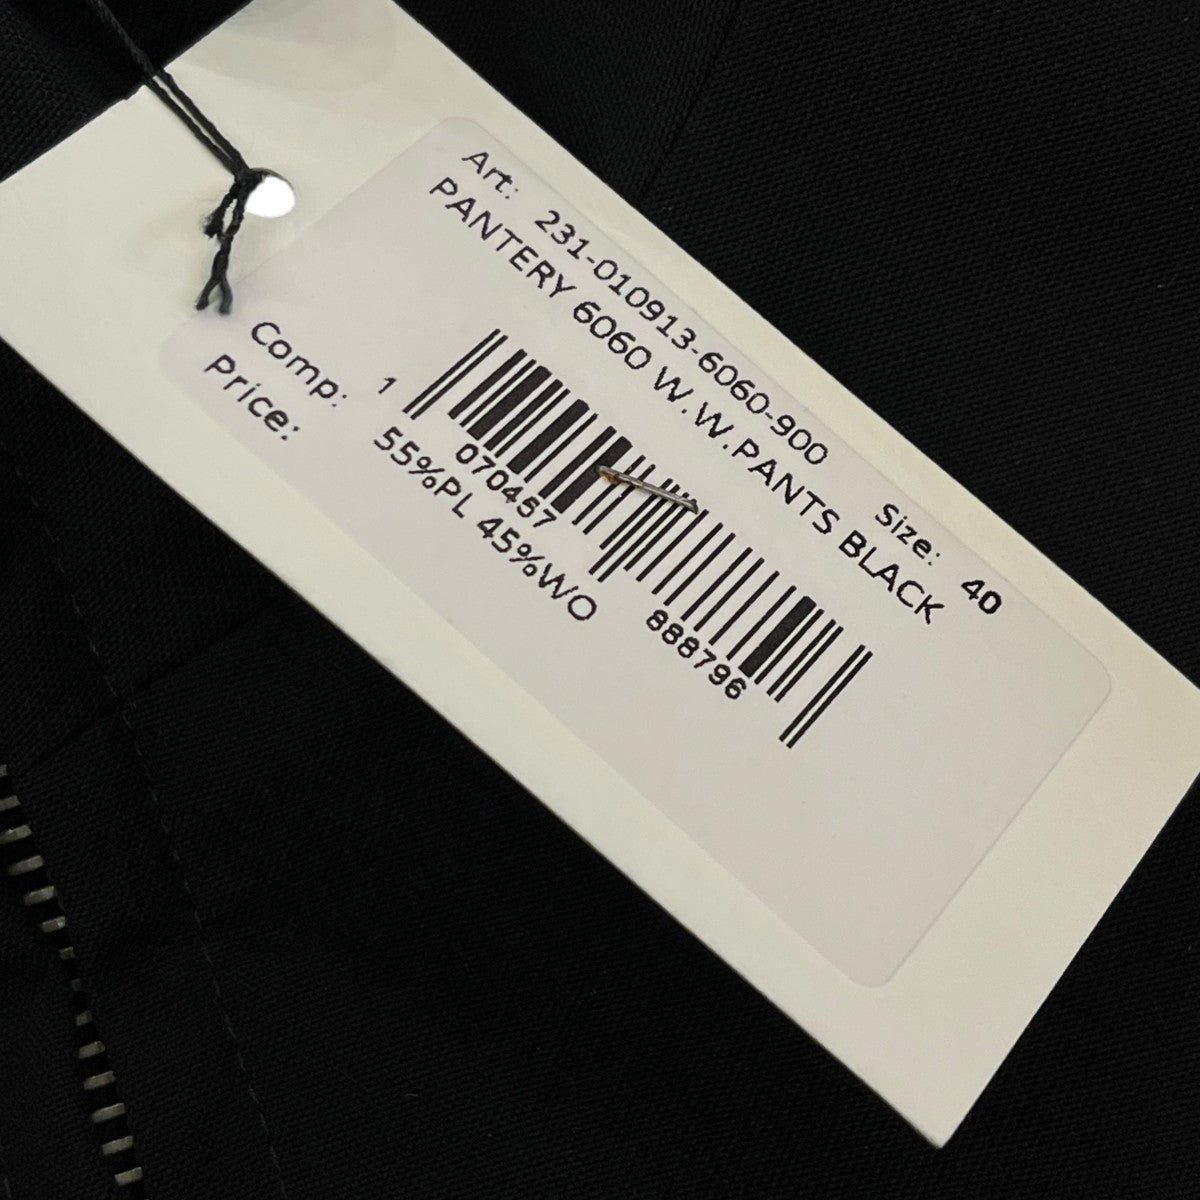 Art: 231-010913-6060-900 Size: 40
PANTERY 6060 W.W.PANTS BLACK
1 070457 888796
Comp: 55%PL 45%WO
Price: